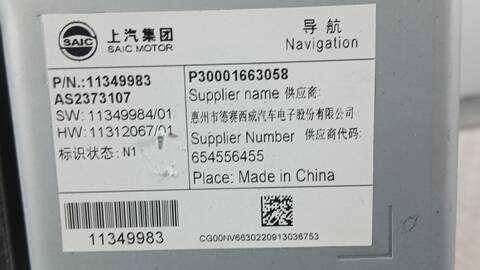 SAIC
上汽集团
SAIC MOTOR
导航
Navigation
P/N.:11349983
AS2373107
SW: 11349984/01
HW: 11312067/01
标识状态: N1
P30001663058
Supplier name 供应商:
惠州市德赛西威汽车电子股份有限公司
Supplier Number 供应商代码:
654556455
Place: Made in China
11349983
CG00NV6630220913036753